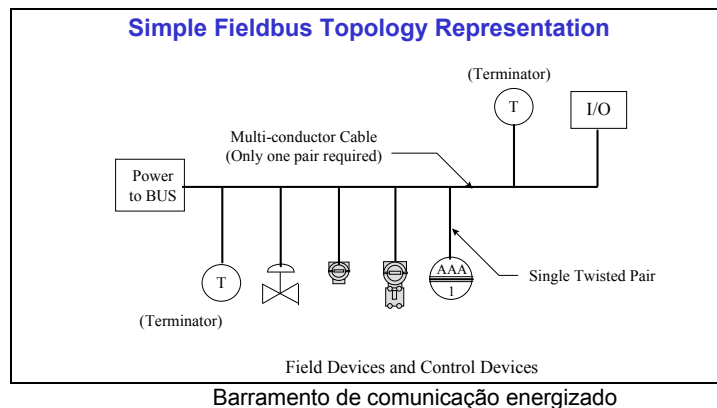 Simple Fieldbus Topology Representation
(Terminator)
T
I/O
Multi-conductor Cable
(Only one pair required)
Power
to BUS
T
AAA
1
Single Twisted Pair
(Terminator)
Field Devices and Control Devices
Barramento de comunicação energizado